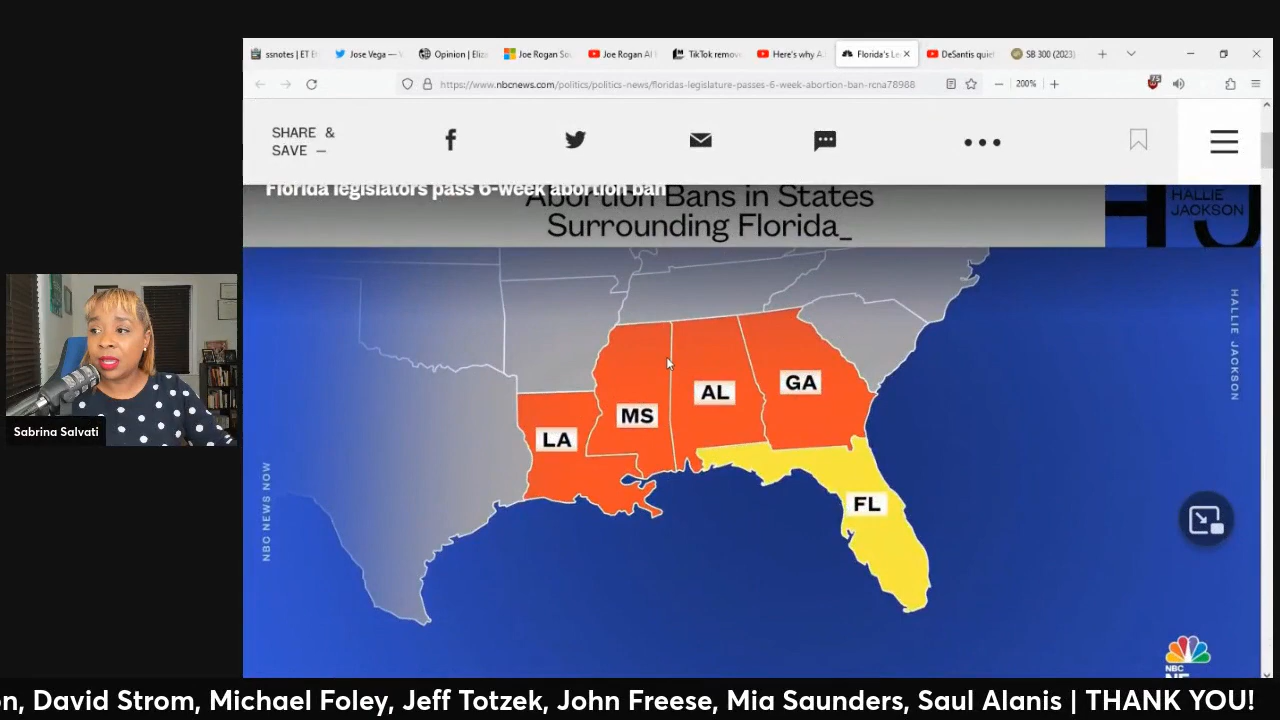 ssnotes | ET E
Jose Vega —
Opinion | Eliz
Joe Rogan So
Joe Rogan AI
TikTok remov
Here's why A
Florida's Le
DeSantis quiet
SB 300 (2023)
https://www.nbcnews.com/politics/politics-news/floridas-legislature-passes-6-week-abortion-ban-rcna78988
200%
SHARE &
SAVE —
Florida legislators pass 6-week abortion ban
Abortion Bans in States
Surrounding Florida_
HALLIE
JACKSON
HJ
HALLIE JACKSON
GA
AL
MS
LA
FL
NBC NEWS NOW
Sabrina Salvati
NBC
n, David Strom, Michael Foley, Jeff Totzek, John Freese, Mia Saunders, Saul Alanis | THANK YOU!